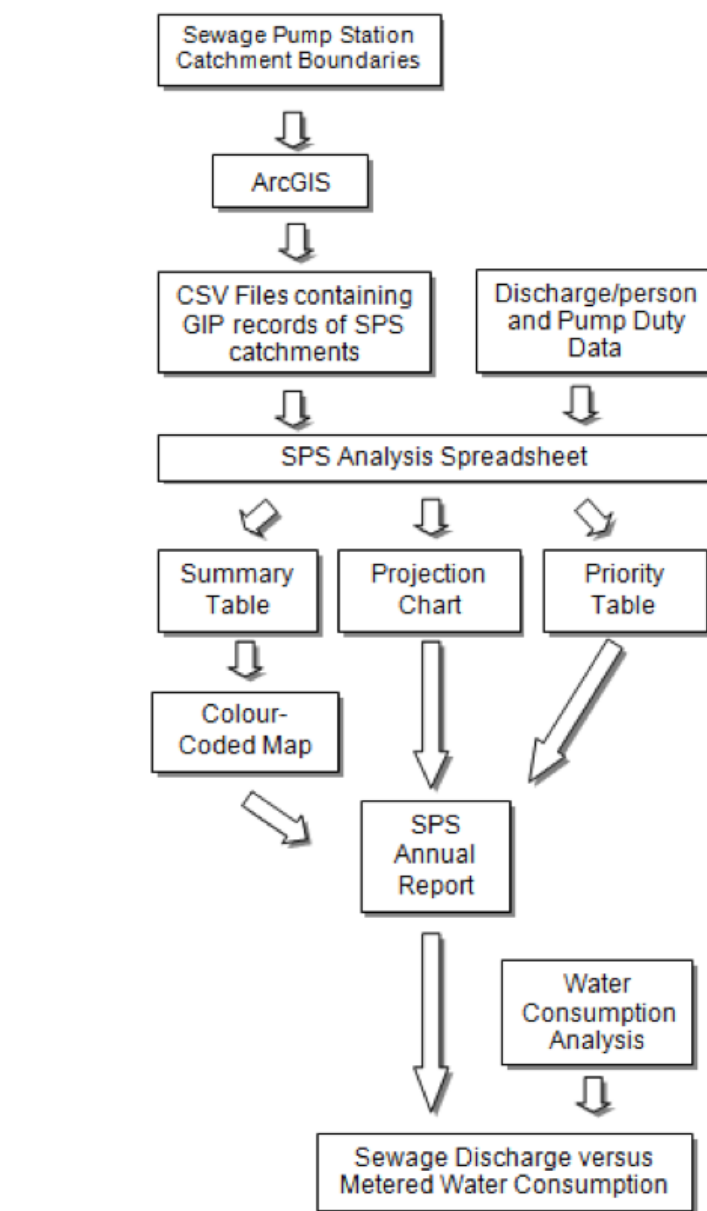 Sewage Pump Station
Catchment Boundaries
ArcGIS
CSV Files containing
GIP records of SPS
catchments
Discharge/person
and Pump Duty
Data
SPS Analysis Spreadsheet
Summary
Table
Projection
Chart
Priority
Table
Colour-
Coded Map
SPS
Annual
Report
Water
Consumption
Analysis
Sewage Discharge versus
Metered Water Consumption